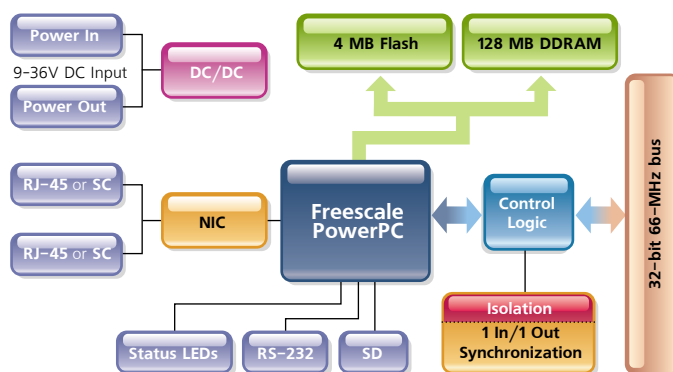 Power In
9-36V DC Input
Power Out
DC/DC
4 MB Flash
128 MB DDRAM
RJ-45 or SC
RJ-45 or SC
NIC
Freescale
PowerPC
Control
Logic
32-bit 66-MHz bus
Isolation
1 In/1 Out
Synchronization
Status LEDs
RS-232
SD